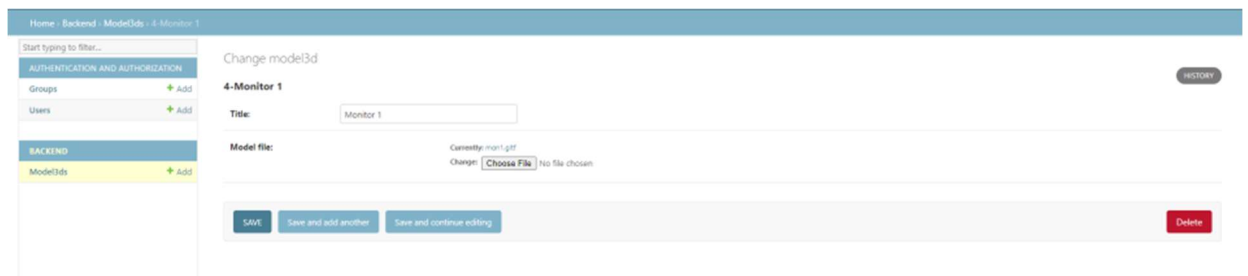 Home › Backend › Model3ds › 4-Monitor 1
Start typing to filter...
AUTHENTICATION AND AUTHORIZATION
Groups + Add
Users + Add
BACKEND
Model3ds + Add
Change model3d
HISTORY
4-Monitor 1
Title: Monitor 1
Model file: Currently: mon1.gltf
Change: Choose File No file chosen
SAVE Save and add another Save and continue editing Delete